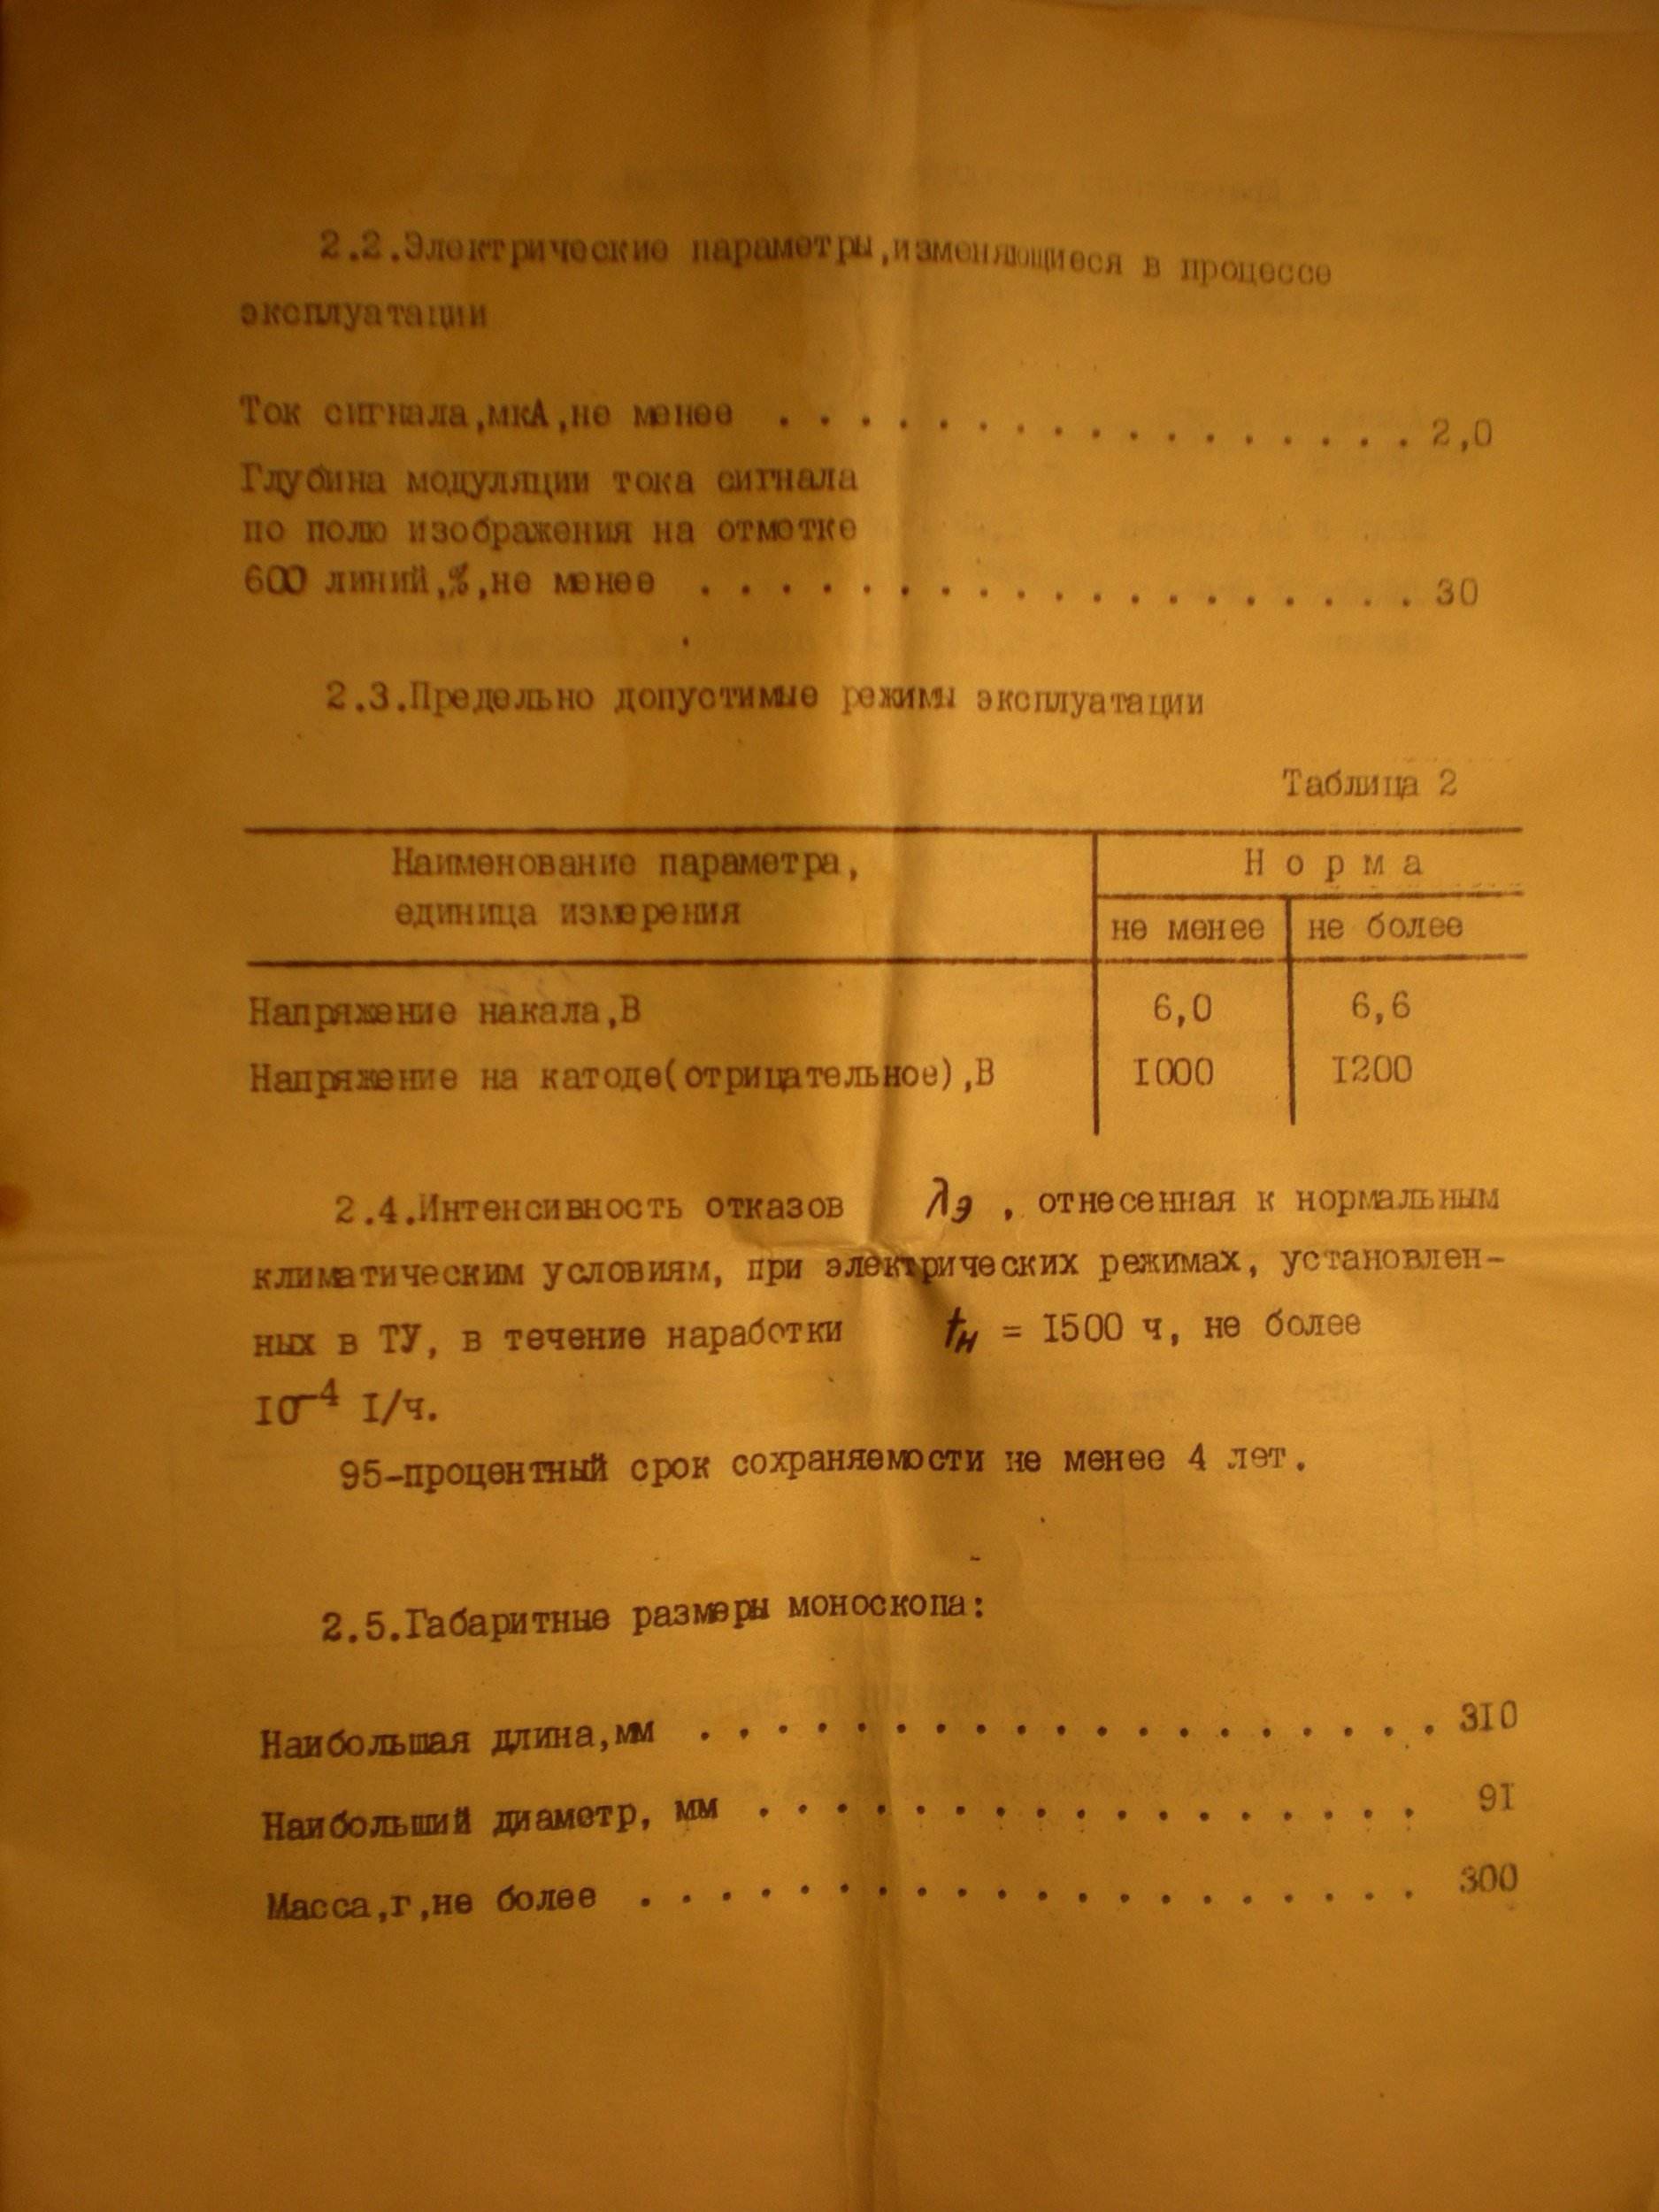 2.2.Электрические параметры,изменяющиеся в процессе
эксплуатации
Ток сигнала,мкА,не менее . . . . . . . . . . . . . . . . . 2,0
Глубина модуляции тока сигнала
по полю изображения на отметке
600 линий,%,не менее . . . . . . . . . . . . . . . . . . . 30
2.3.Предельно допустимые режимы эксплуатации
Таблица 2
Наименование параметра,
единица измерения
Н о р м а
не менее не более
Напряжение накала,В 6,0 6,6
Напряжение на катоде(отрицательное),В I000 I200
2.4.Интенсивность отказов λэ , отнесенная к нормальным
климатическим условиям, при электрических режимах, установлен-
ных в ТУ, в течение наработки tн = I500 ч, не более
I0⁻⁴ I/ч.
95-процентный срок сохраняемости не менее 4 лет.
2.5.Габаритные размеры моноскопа:
Наибольшая длина,мм . . . . . . . . . . . . . . . . . . . 3I0
Наибольший диаметр, мм . . . . . . . . . . . . . . . . . 9I
Масса,г,не более . . . . . . . . . . . . . . . . . . . . 300